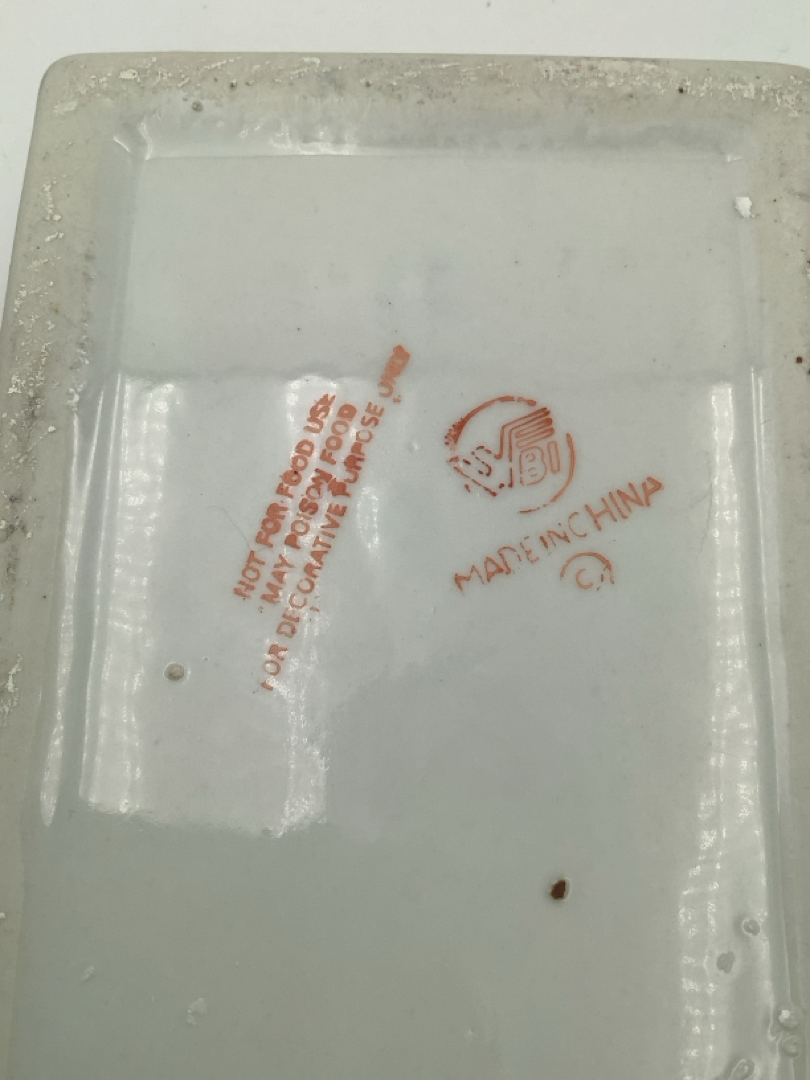 NOT FOR FOOD USE
MAY POISON FOOD
FOR DECORATIVE PURPOSE ONLY
MADE IN CHINA